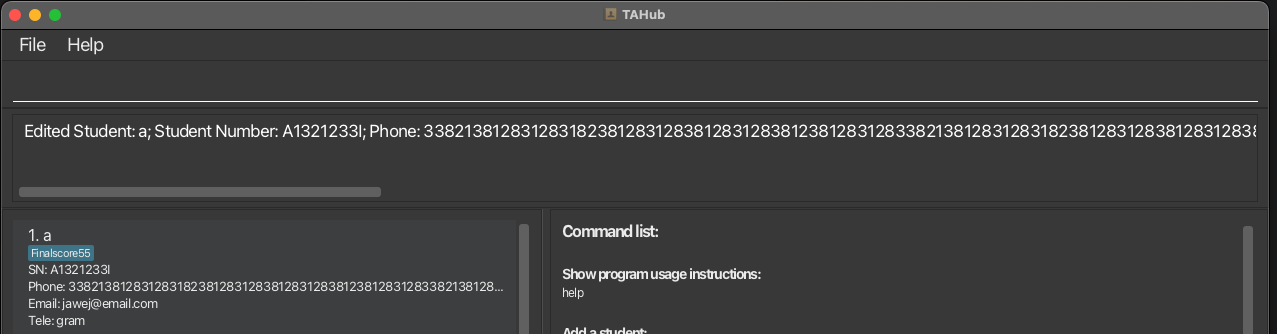 TAHub
File Help
Edited Student: a; Student Number: A1321233I; Phone: 33821381283128318238128312838128312838123812831283382138128312831823812831283812831283
1. a
Finalscore55
SN: A1321233I
Phone: 33821381283128318238128312838128312838123812831283382138128...
Email: jawej@email.com
Tele: gram
Command list:
Show program usage instructions:
help
Add a student: